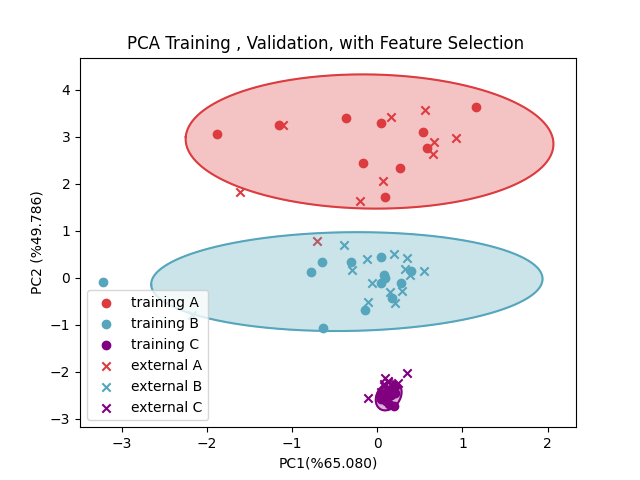 PCA Training , Validation, with Feature Selection
PC2 (%49.786)
4
3
2
1
0
−1
−2
−3
training A
training B
training C
external A
external B
external C
−3
−2
−1
0
1
2
PC1(%65.080)